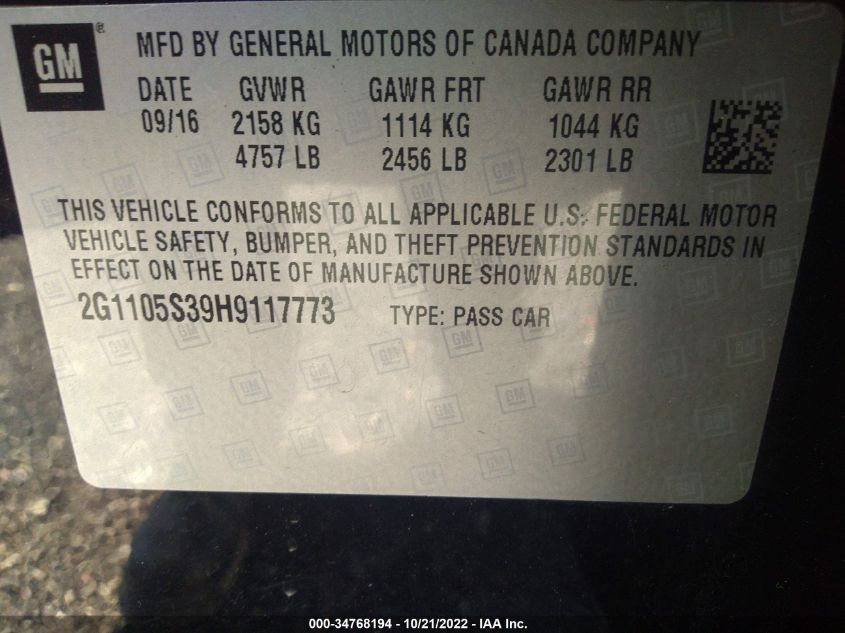 GM®
MFD BY GENERAL MOTORS OF CANADA COMPANY
DATE GVWR GAWR FRT GAWR RR
09/16 2158 KG 1114 KG 1044 KG
4757 LB 2456 LB 2301 LB
THIS VEHICLE CONFORMS TO ALL APPLICABLE U.S. FEDERAL MOTOR
VEHICLE SAFETY, BUMPER, AND THEFT PREVENTION STANDARDS IN
EFFECT ON THE DATE OF MANUFACTURE SHOWN ABOVE.
2G1105S39H9117773 TYPE: PASS CAR
000-34768194 - 10/21/2022 - IAA Inc.